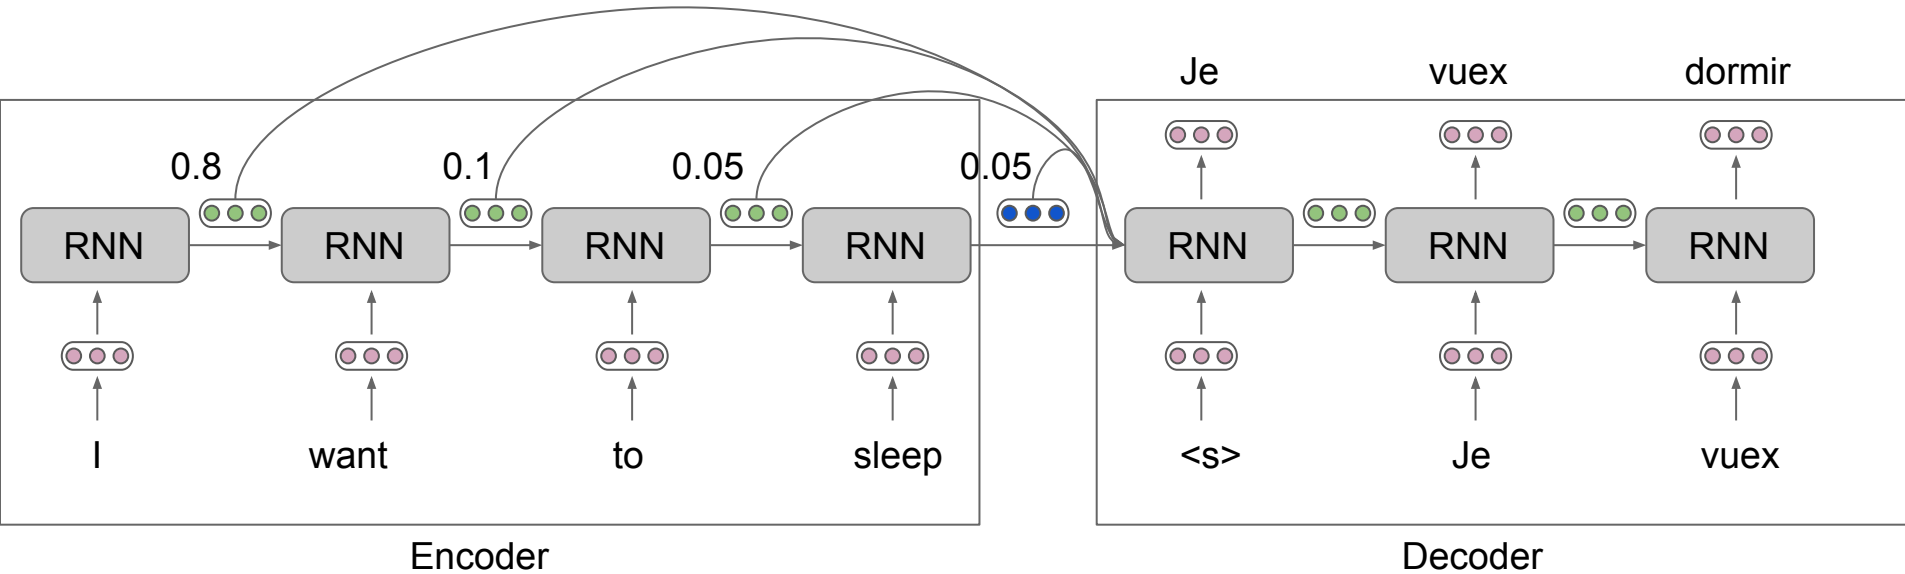 Je vuex dormir
0.8 0.1 0.05 0.05
RNN RNN RNN RNN RNN RNN RNN
I want to sleep <s> Je vuex
Encoder Decoder